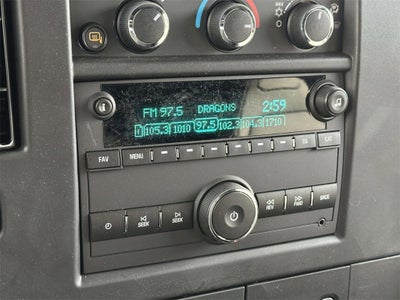 FM 97.5 DRAGONS 2:59
1 105.3 1010 97.5 102.3 104.3 1710
FAV MENU
SEEK SEEK REV FWD